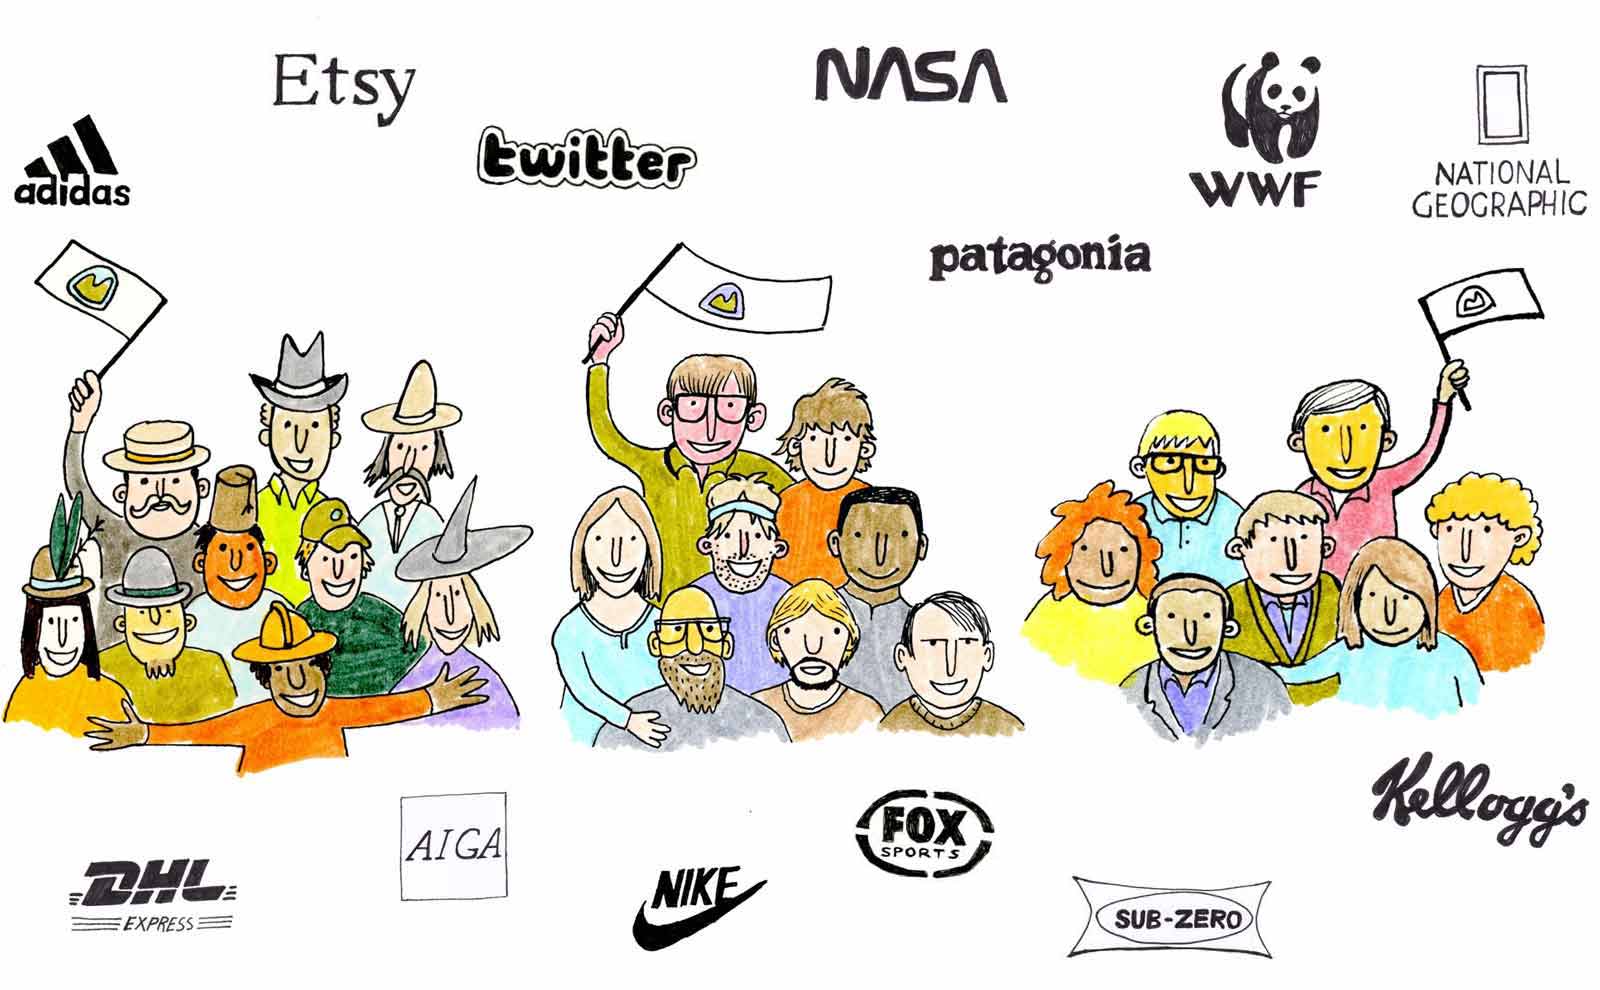 Etsy
NASA
adidas
twitter
WWF
NATIONAL
GEOGRAPHIC
patagonia
Kellogg's
AIGA
FOX
SPORTS
DHL
EXPRESS
NIKE
SUB-ZERO